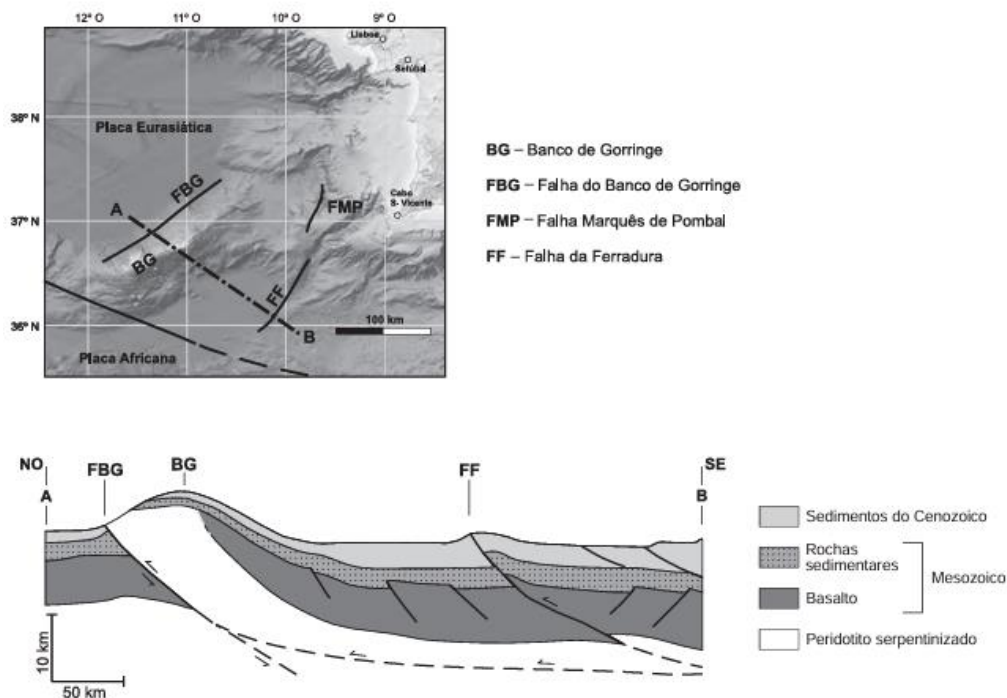 12° O 11° O 10° O 9° O
Lisboa
Setúbal
38° N
Placa Eurasiática
FBG
37° N
A
FMP
Cabo
S. Vicente
BG
FF
36° N
B
100 km
Placa Africana
BG – Banco de Gorringe
FBG – Falha do Banco de Gorringe
FMP – Falha Marquês de Pombal
FF – Falha da Ferradura
NO FBG BG FF SE
A B
10 km
50 km
Sedimentos do Cenozoico
Rochas
sedimentares
Mesozoico
Basalto
Peridotito serpentinizado